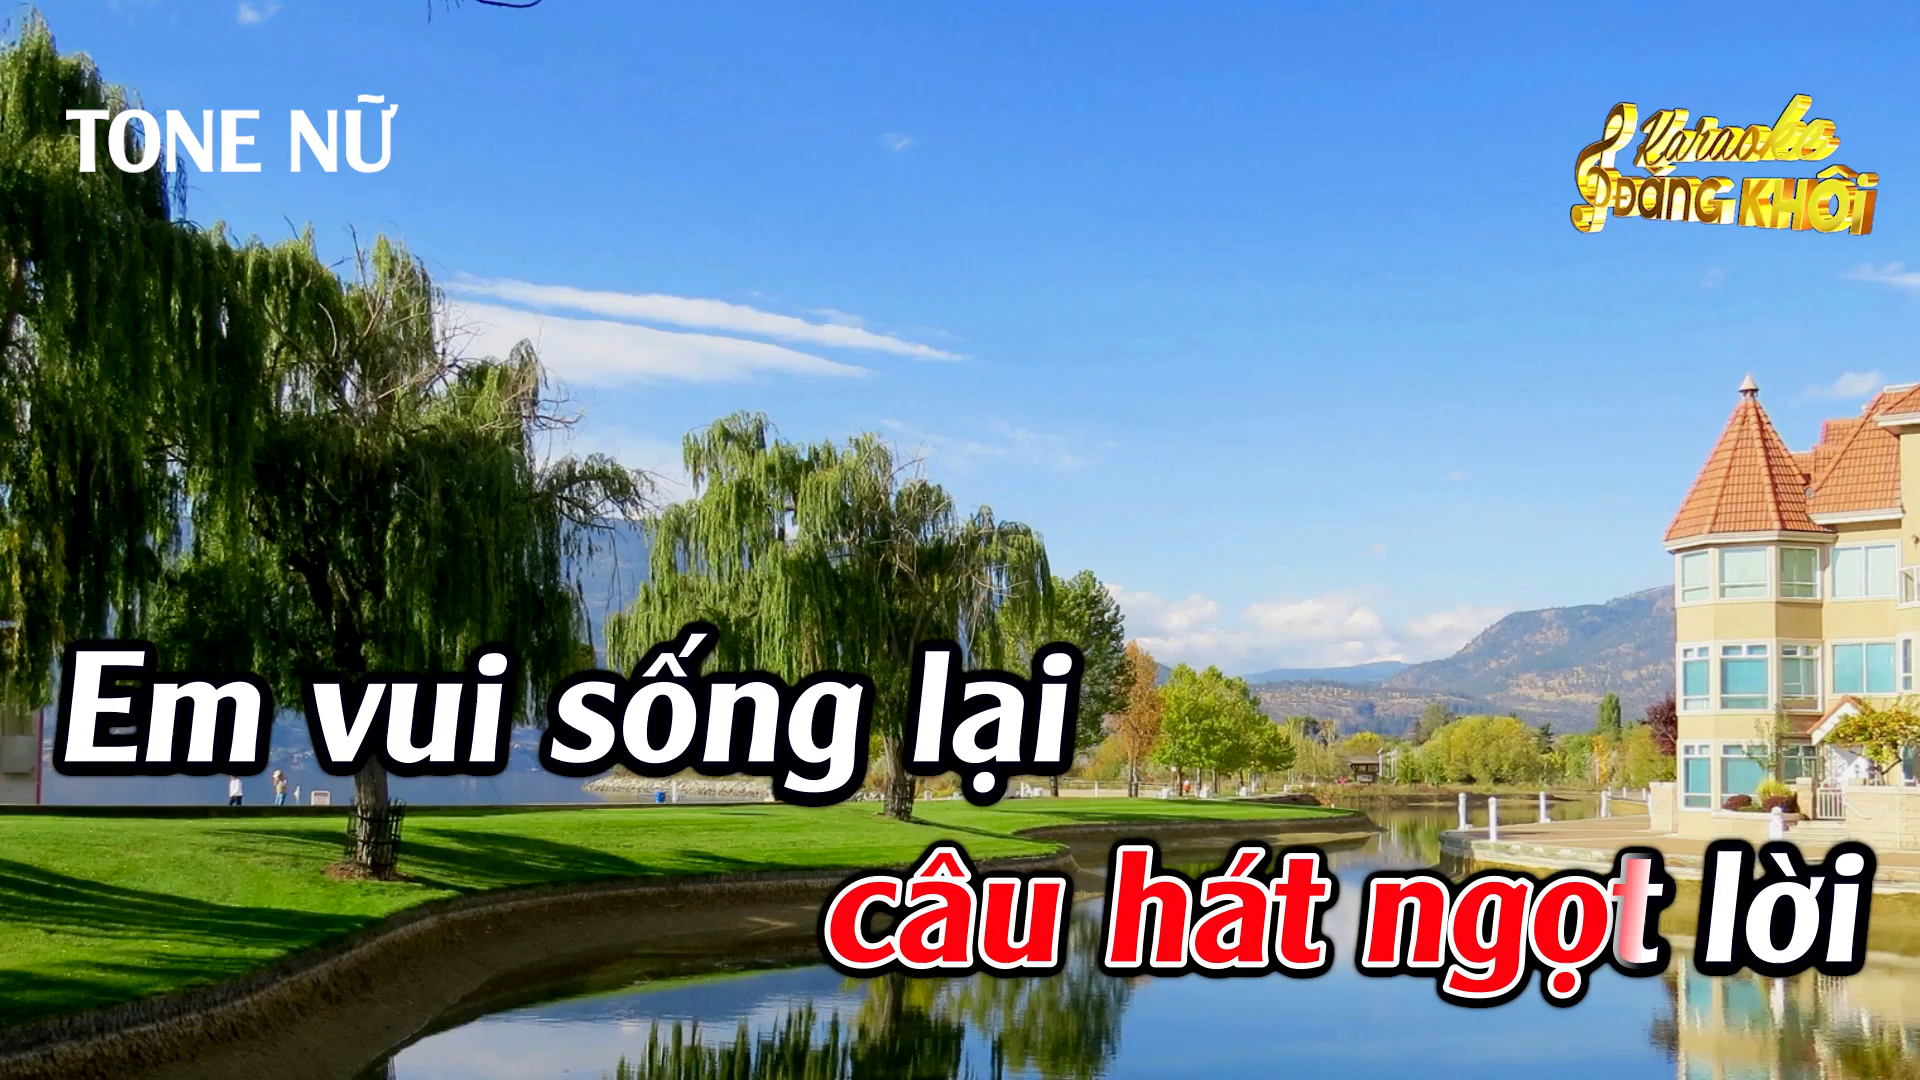 TONE NỮ
Karaoke
ĐĂNG KHÔI
Em vui sống lại
câu hát ngọt lời